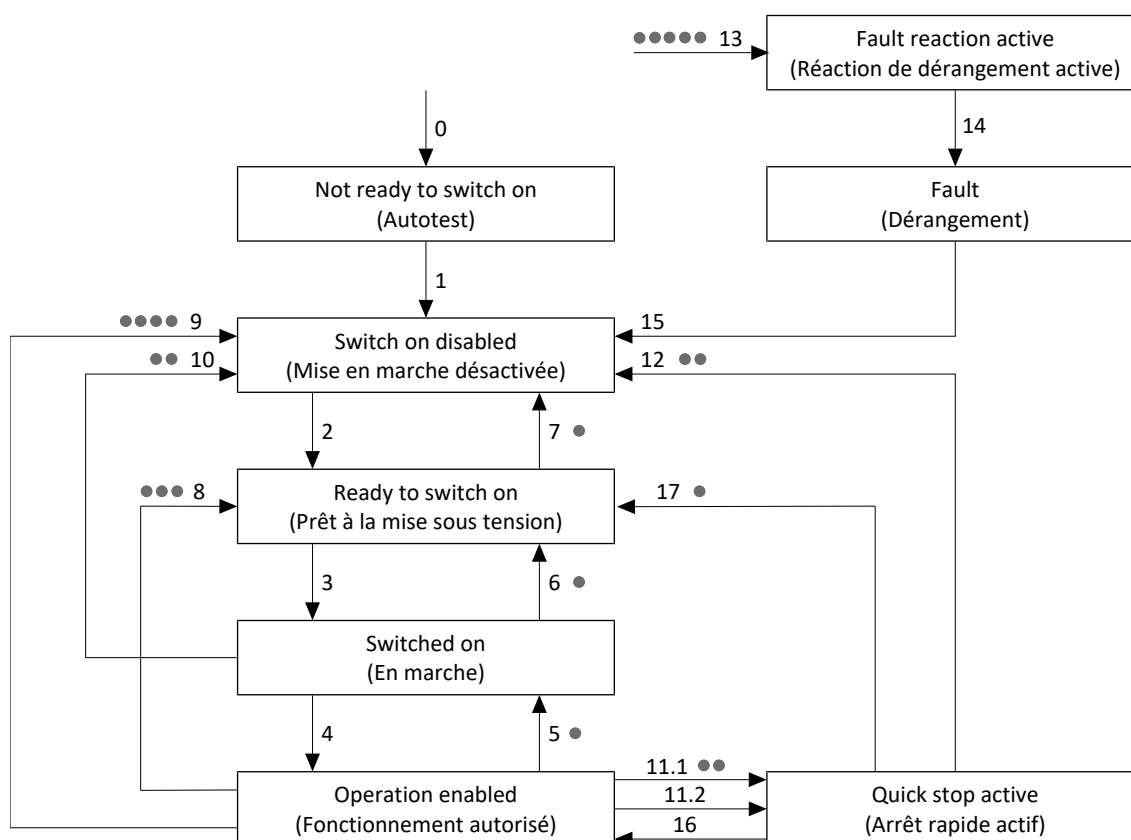 13
Fault reaction active
(Réaction de dérangement active)
0
14
Not ready to switch on
(Autotest)
Fault
(Dérangement)
1
9
15
Switch on disabled
(Mise en marche désactivée)
10
12
2
7
8
Ready to switch on
(Prêt à la mise sous tension)
17
3
6
Switched on
(En marche)
4
5
11.1
Operation enabled
(Fonctionnement autorisé)
11.2
16
Quick stop active
(Arrêt rapide actif)